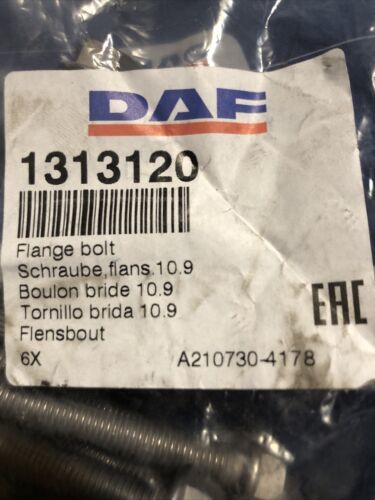 DAF
1313120
Flange bolt
Schraube,flans.10.9
Boulon bride 10.9
Tornillo brida 10.9
Flensbout
EAC
6X A210730-4178